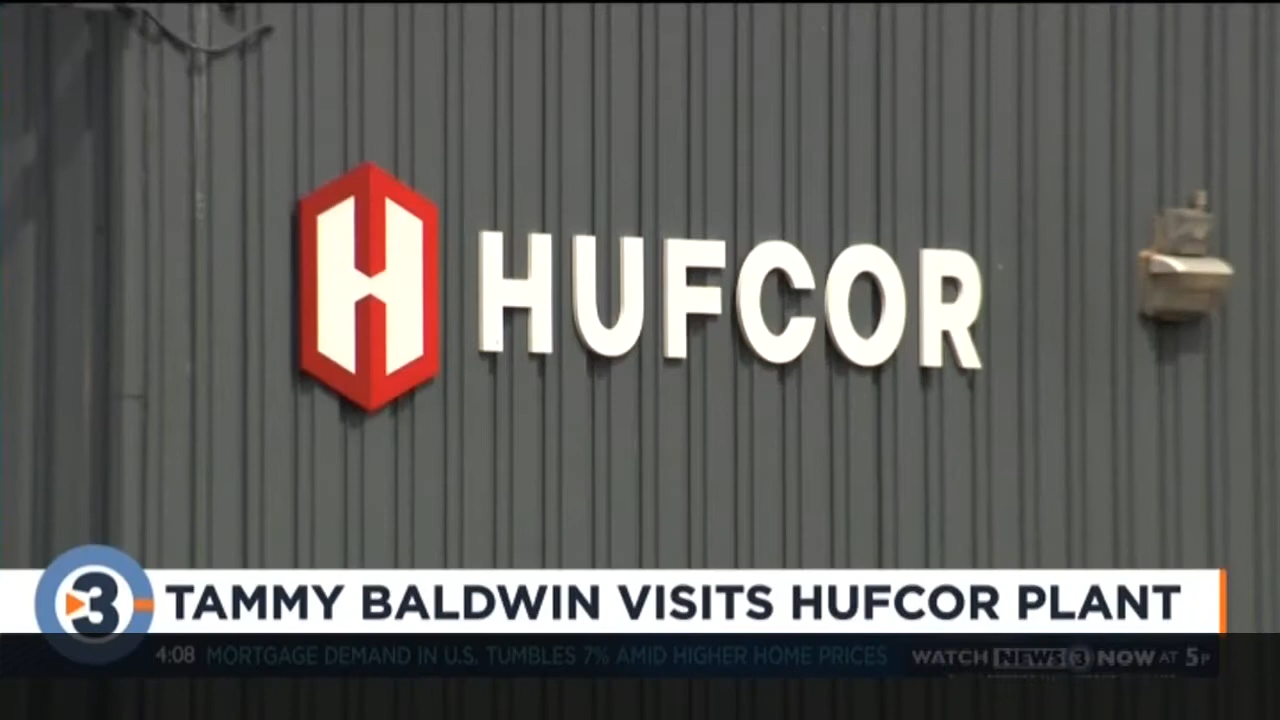 H HUFCOR
3 TAMMY BALDWIN VISITS HUFCOR PLANT
4:08 MORTGAGE DEMAND IN U.S. TUMBLES 7% AMID HIGHER HOME PRICES WATCH NEWS 3 NOW AT 5P